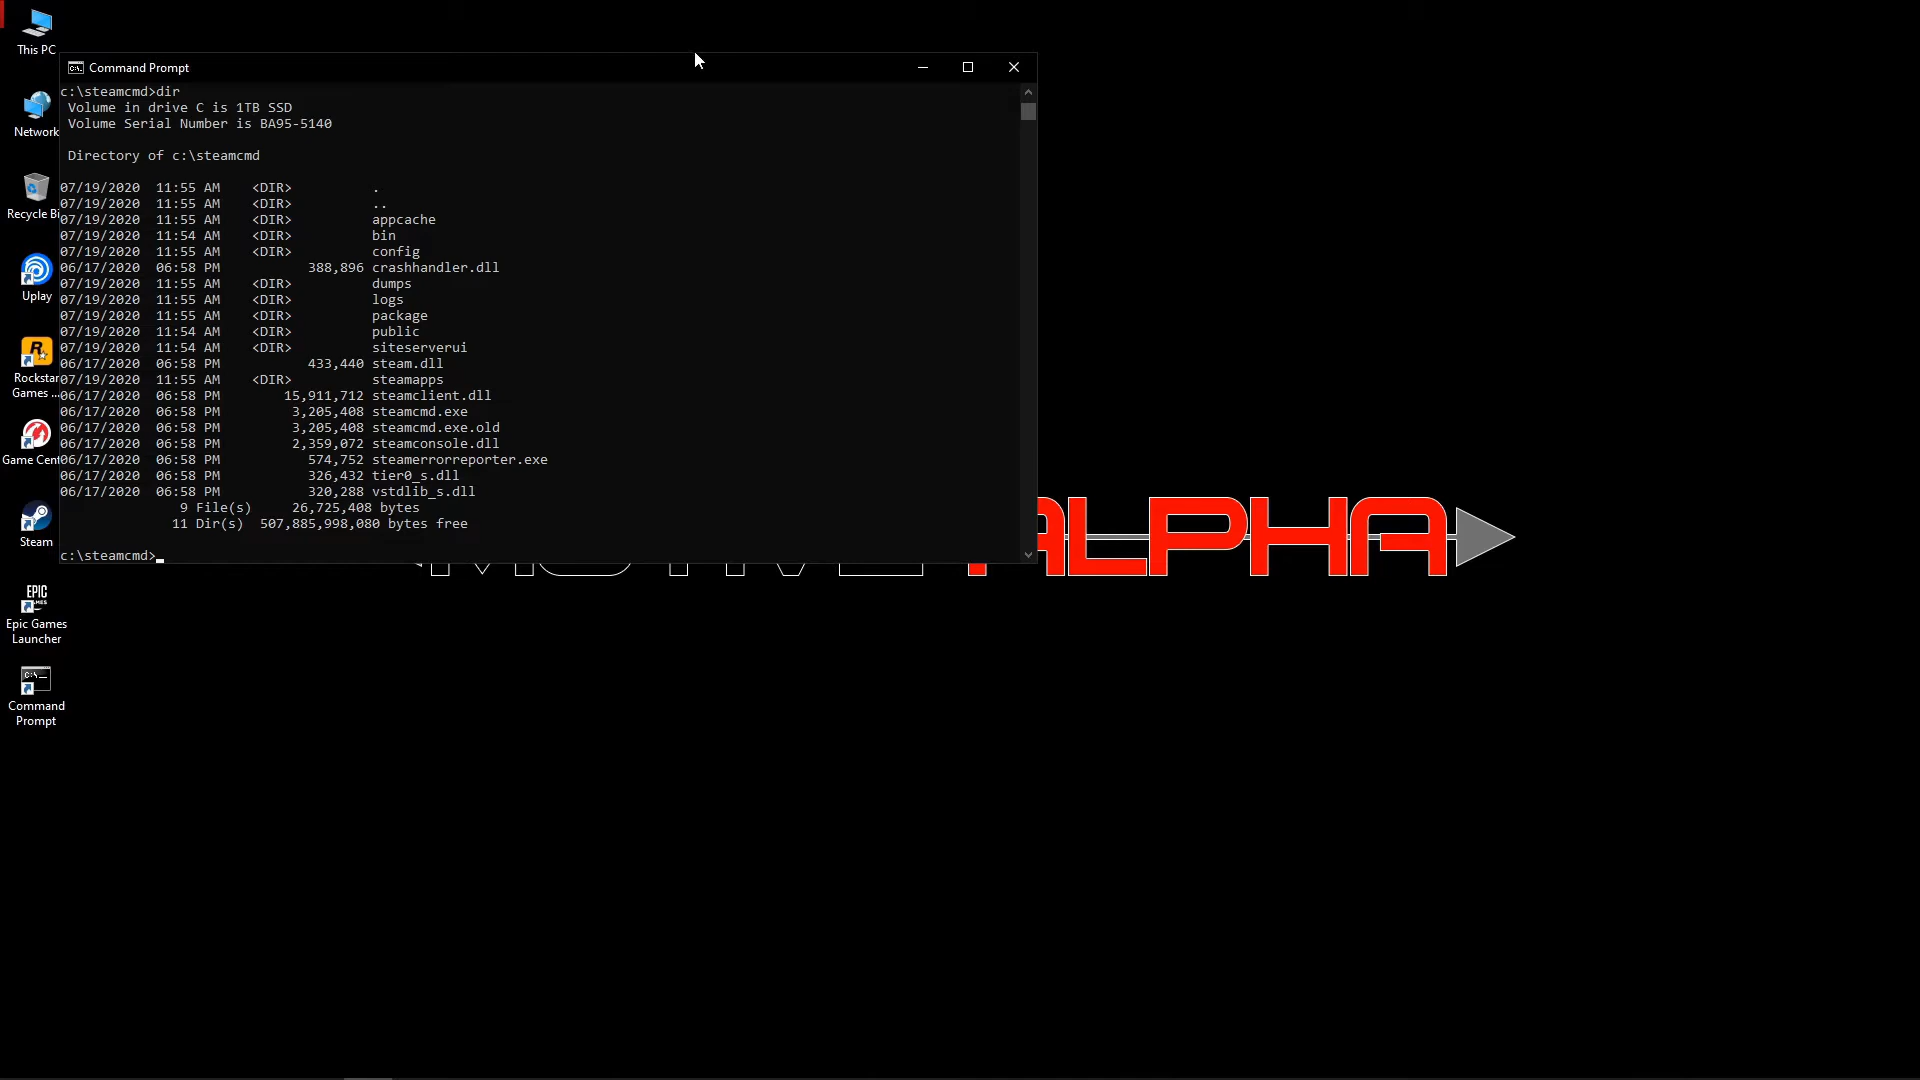 This PC
Network
Recycle Bi
Uplay
Rockstar
Games ...
Game Cent
Steam
EPIC
GAMES
Epic Games
Launcher
Command
Prompt
Command Prompt
c:\steamcmd>dir
 Volume in drive C is 1TB SSD
 Volume Serial Number is BA95-5140
 Directory of c:\steamcmd
07/19/2020  11:55 AM    <DIR>          .
07/19/2020  11:55 AM    <DIR>          ..
07/19/2020  11:55 AM    <DIR>          appcache
07/19/2020  11:54 AM    <DIR>          bin
07/19/2020  11:55 AM    <DIR>          config
06/17/2020  06:58 PM           388,896 crashhandler.dll
07/19/2020  11:55 AM    <DIR>          dumps
07/19/2020  11:55 AM    <DIR>          logs
07/19/2020  11:55 AM    <DIR>          package
07/19/2020  11:54 AM    <DIR>          public
07/19/2020  11:54 AM    <DIR>          siteserverui
06/17/2020  06:58 PM           433,440 steam.dll
07/19/2020  11:55 AM    <DIR>          steamapps
06/17/2020  06:58 PM        15,911,712 steamclient.dll
06/17/2020  06:58 PM         3,205,408 steamcmd.exe
06/17/2020  06:58 PM         3,205,408 steamcmd.exe.old
06/17/2020  06:58 PM         2,359,072 steamconsole.dll
06/17/2020  06:58 PM           574,752 steamerrorreporter.exe
06/17/2020  06:58 PM           326,432 tier0_s.dll
06/17/2020  06:58 PM           320,288 vstdlib_s.dll
               9 File(s)     26,725,408 bytes
              11 Dir(s)  507,885,998,080 bytes free
c:\steamcmd>
ALPHA